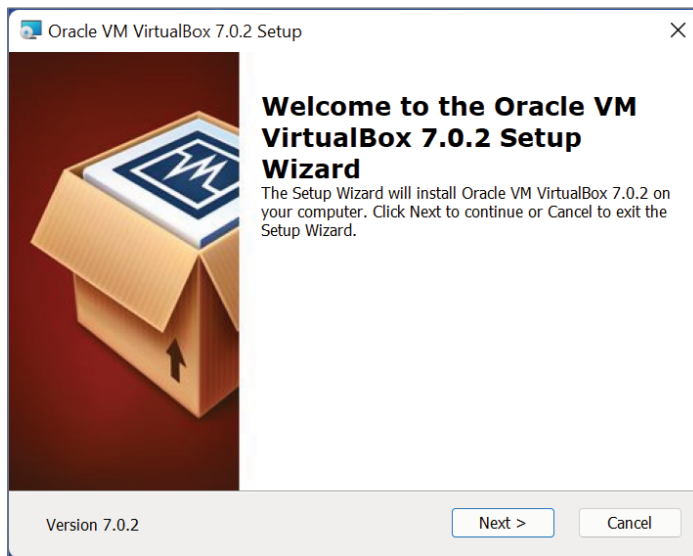 Oracle VM VirtualBox 7.0.2 Setup
Welcome to the Oracle VM
VirtualBox 7.0.2 Setup
Wizard
The Setup Wizard will install Oracle VM VirtualBox 7.0.2 on
your computer. Click Next to continue or Cancel to exit the
Setup Wizard.
Version 7.0.2
Next >
Cancel